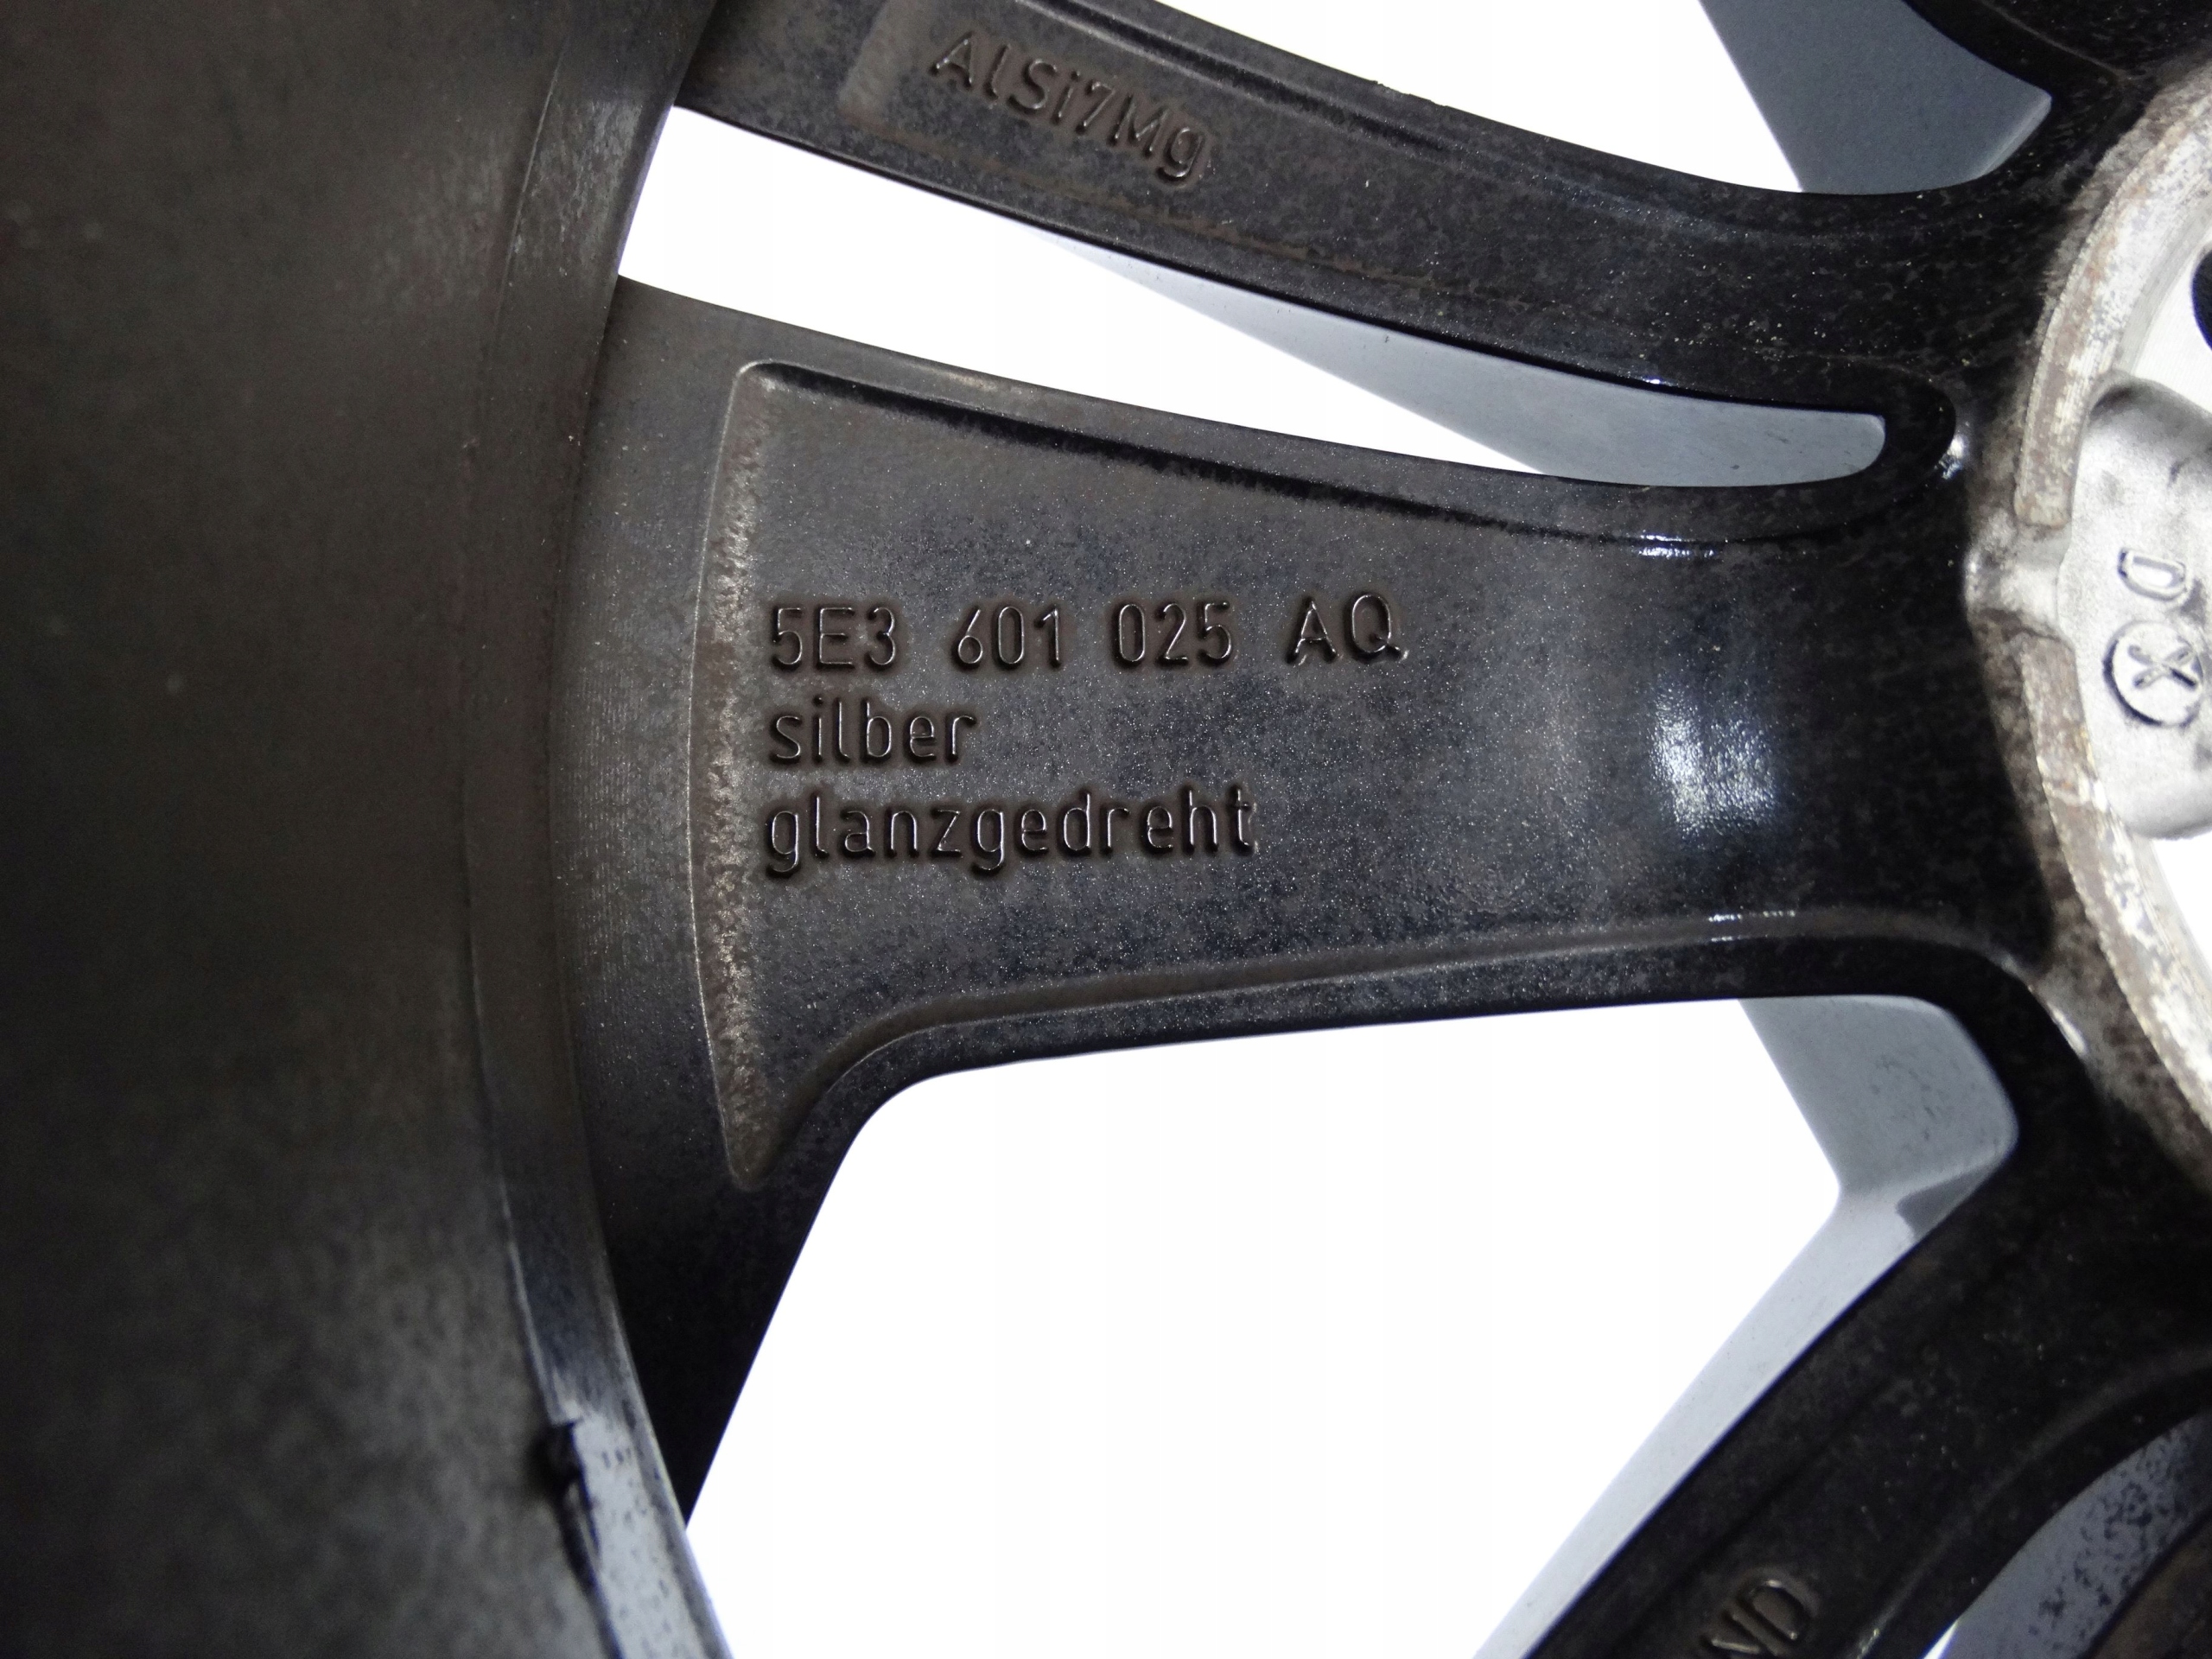 AlSi7Mg
5E3 601 025 AQ
silber
glanzgedreht
D